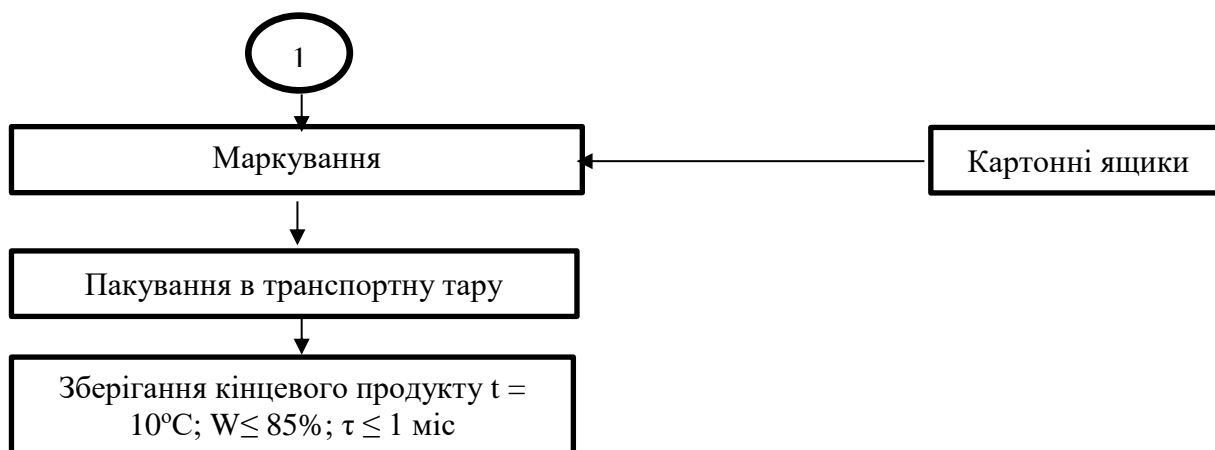 1
Маркування
Картонні ящики
Пакування в транспортну тару
Зберігання кінцевого продукту t =
10ºC; W≤ 85%; τ ≤ 1 міс